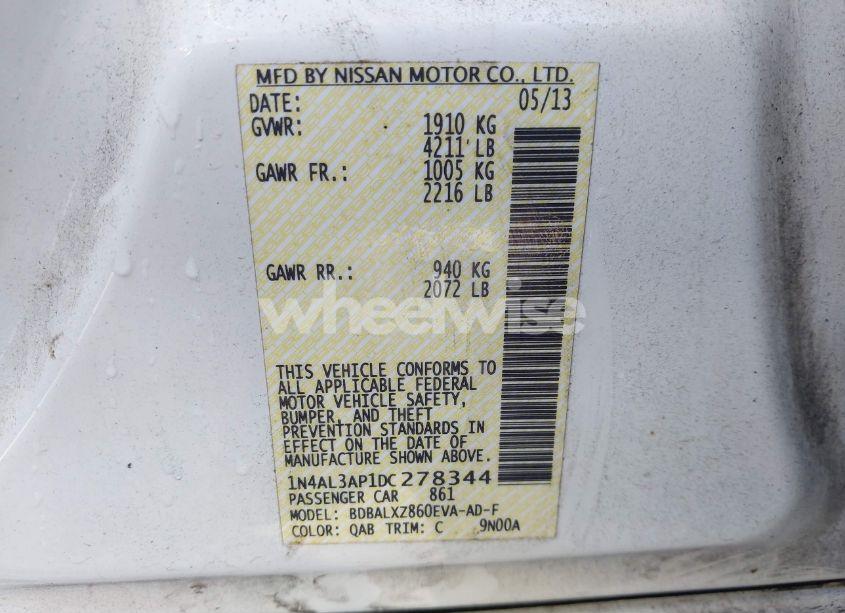 MFD BY NISSAN MOTOR CO., LTD.
DATE: 05/13
GVWR: 1910 KG
4211 LB
GAWR FR.: 1005 KG
2216 LB
GAWR RR.: 940 KG
2072 LB
wheelwise
THIS VEHICLE CONFORMS TO
ALL APPLICABLE FEDERAL
MOTOR VEHICLE SAFETY,
BUMPER, AND THEFT
PREVENTION STANDARDS IN
EFFECT ON THE DATE OF
MANUFACTURE SHOWN ABOVE.
1N4AL3AP1DC278344
PASSENGER CAR 861
MODEL: BDBALXZ860EVA-AD-F
COLOR: QAB TRIM: C 9N00A